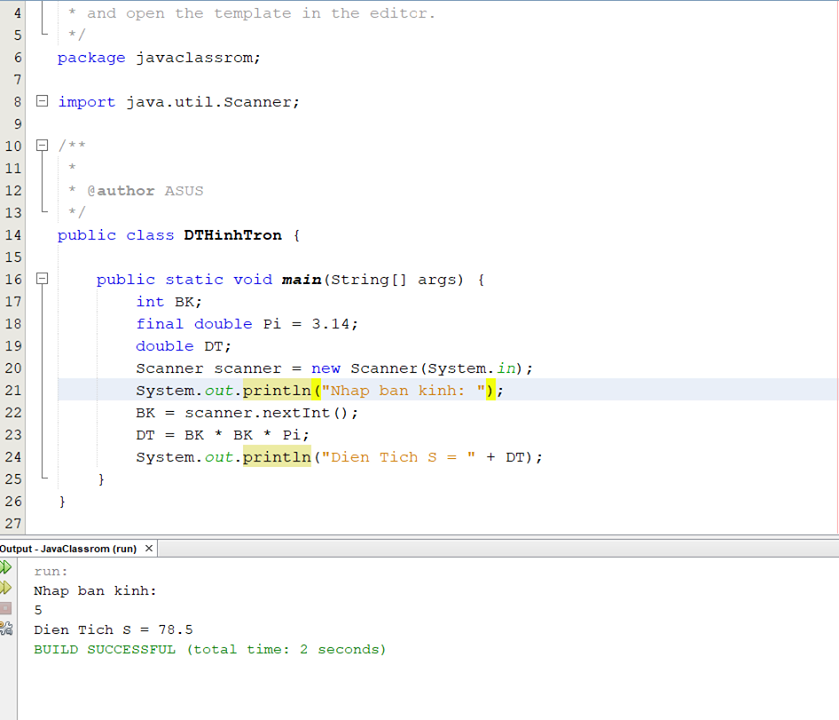 4 * and open the template in the editor.
5 */
6 package javaclassrom;
7
8 import java.util.Scanner;
9
10 /**
11 *
12 * @author ASUS
13 */
14 public class DTHinhTron {
15
16 public static void main(String[] args) {
17 int BK;
18 final double Pi = 3.14;
19 double DT;
20 Scanner scanner = new Scanner(System.in);
21 System.out.println("Nhap ban kinh: ");
22 BK = scanner.nextInt();
23 DT = BK * BK * Pi;
24 System.out.println("Dien Tich S = " + DT);
25 }
26 }
27
Output - JavaClassrom (run) ×
run:
Nhap ban kinh:
5
Dien Tich S = 78.5
BUILD SUCCESSFUL (total time: 2 seconds)